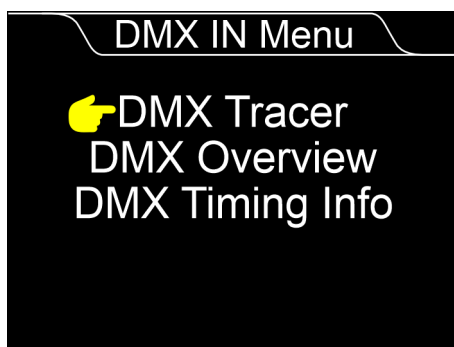 DMX IN Menu
DMX Tracer
DMX Overview
DMX Timing Info